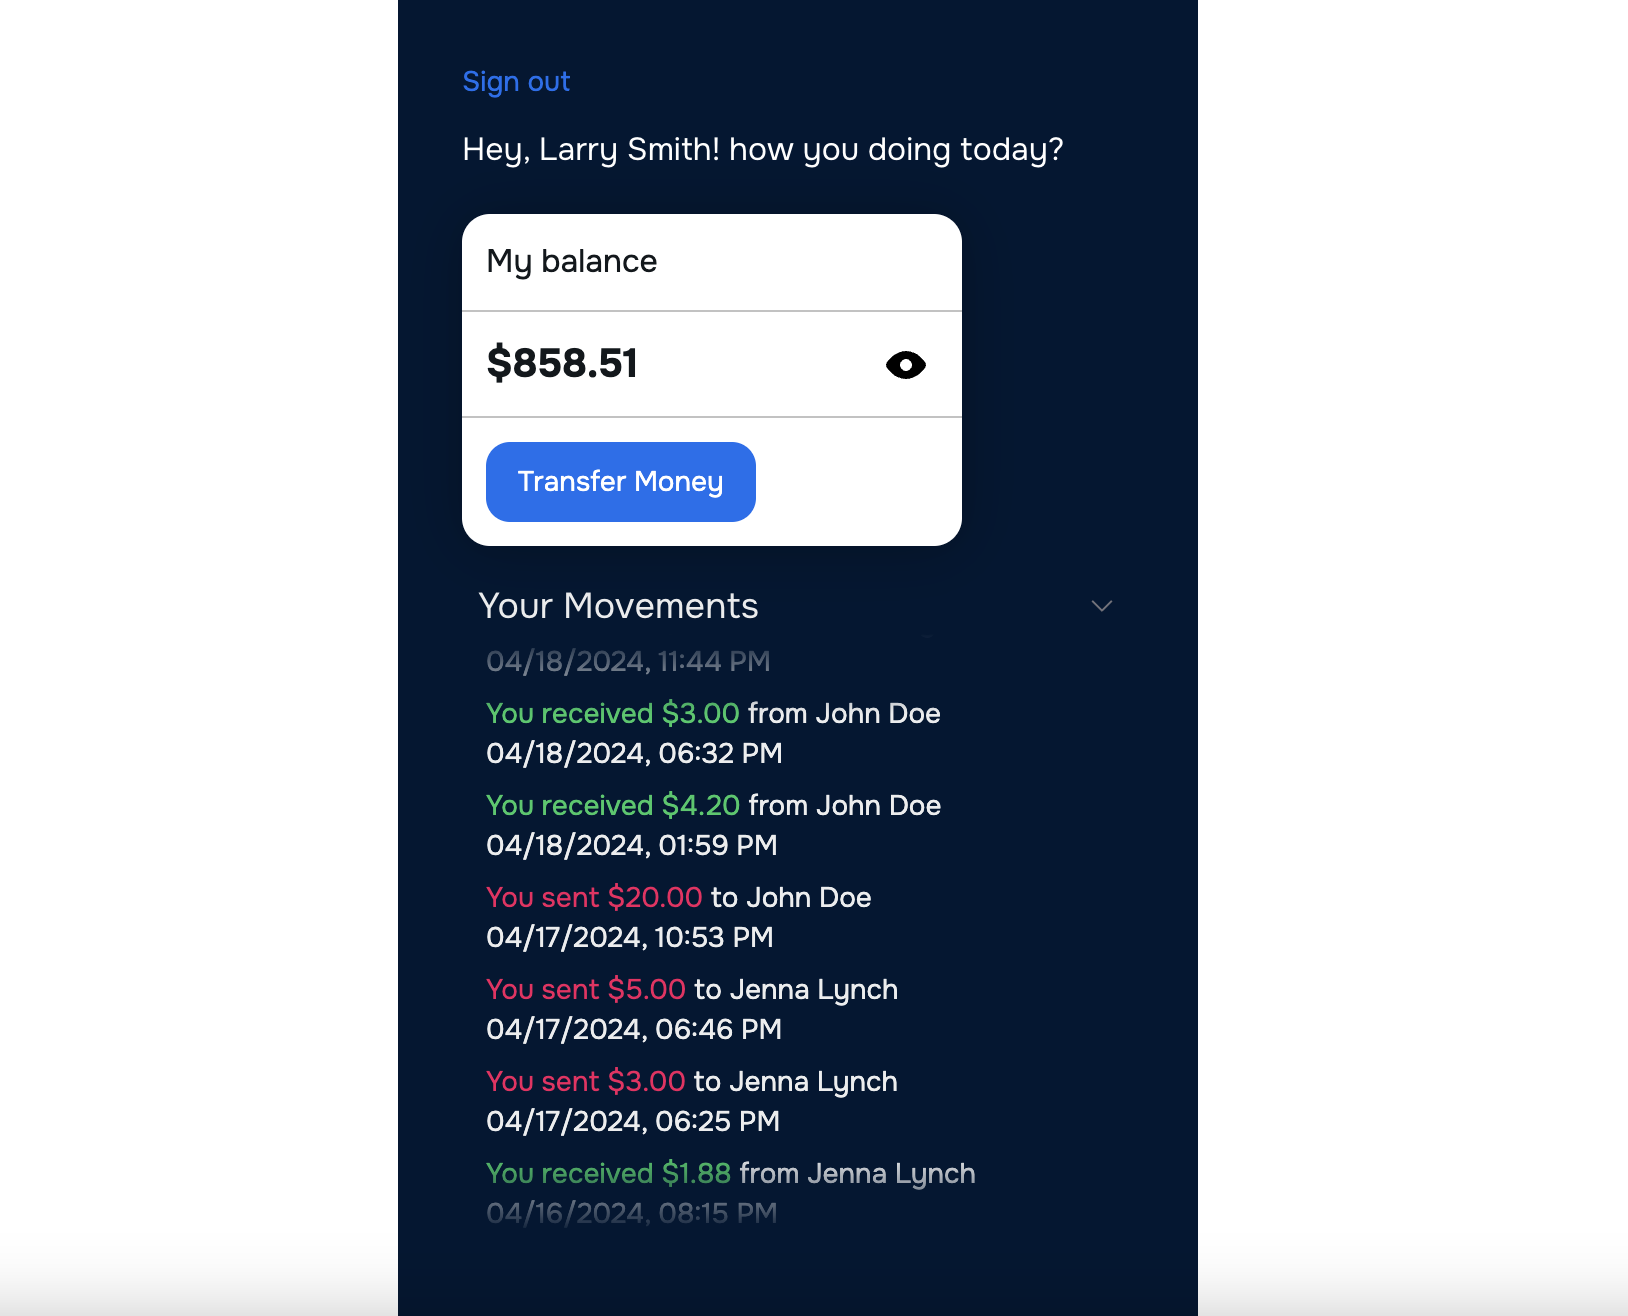 Sign out
Hey, Larry Smith! how you doing today?
My balance
$858.51
Transfer Money
Your Movements
04/18/2024, 11:44 PM
You received $3.00 from John Doe
04/18/2024, 06:32 PM
You received $4.20 from John Doe
04/18/2024, 01:59 PM
You sent $20.00 to John Doe
04/17/2024, 10:53 PM
You sent $5.00 to Jenna Lynch
04/17/2024, 06:46 PM
You sent $3.00 to Jenna Lynch
04/17/2024, 06:25 PM
You received $1.88 from Jenna Lynch
04/16/2024, 08:15 PM